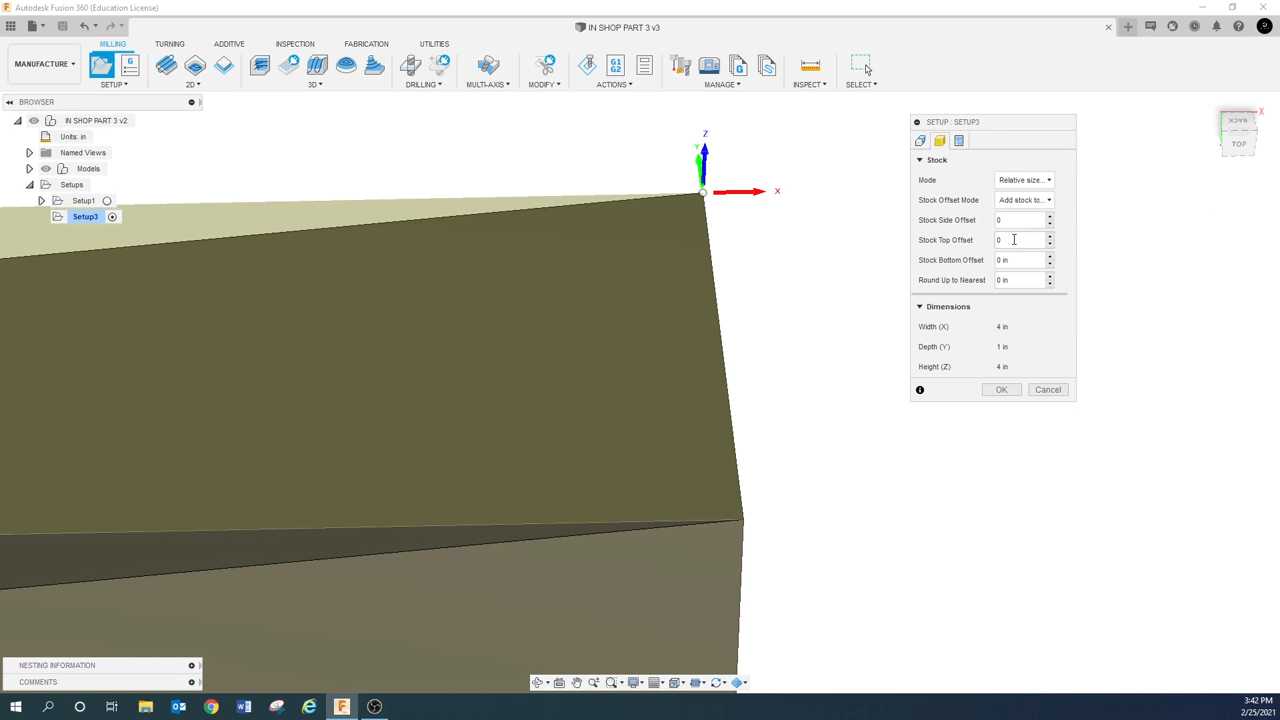 Autodesk Fusion 360 (Education License)
IN SHOP PART 3 v3
MILLING TURNING ADDITIVE INSPECTION FABRICATION UTILITIES
MANUFACTURE
G1
G2
SETUP 2D 3D DRILLING MULTI-AXIS MODIFY ACTIONS MANAGE INSPECT SELECT
BROWSER
IN SHOP PART 3 v2
Units: in
Named Views
Models
Setups
Setup1
Setup3
Z
Y
X
X
BACK
TOP
SETUP : SETUP3
Stock
Mode Relative size...
Stock Offset Mode Add stock to...
Stock Side Offset 0
Stock Top Offset 0
Stock Bottom Offset 0 in
Round Up to Nearest 0 in
Dimensions
Width (X) 4 in
Depth (Y) 1 in
Height (Z) 4 in
OK Cancel
NESTING INFORMATION
COMMENTS
3:42 PM
2/25/2021